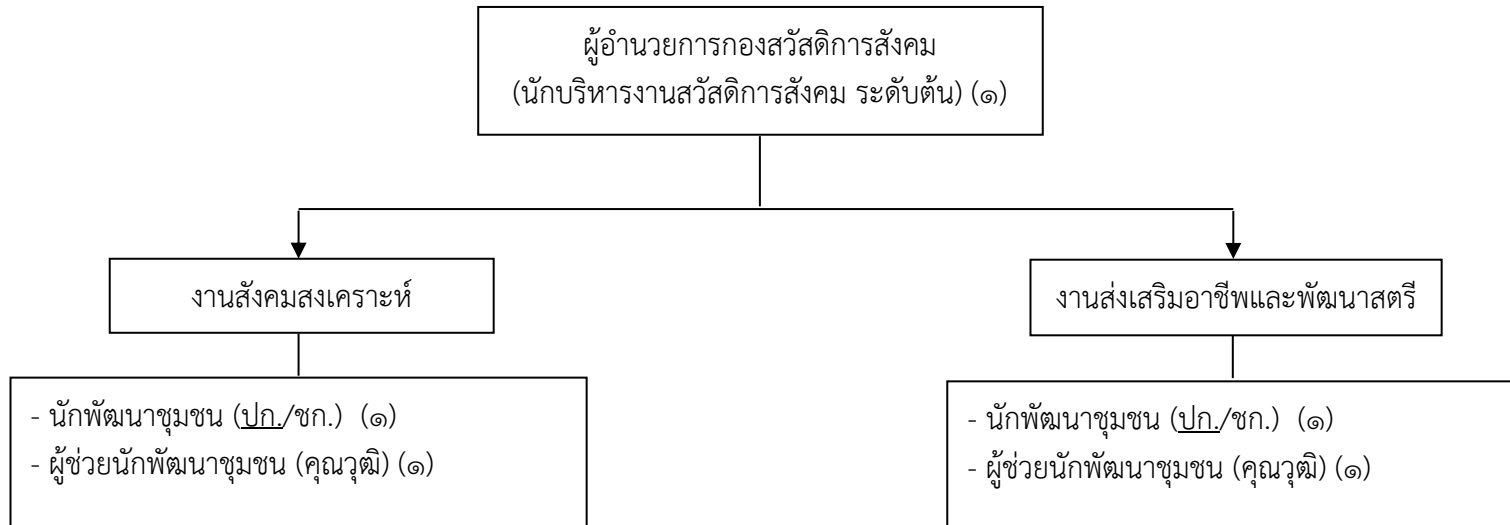 ผู้อำนวยการกองสวัสดิการสังคม
(นักบริหารงานสวัสดิการสังคม ระดับต้น) (๑)
งานสังคมสงเคราะห์
งานส่งเสริมอาชีพและพัฒนาสตรี
- นักพัฒนาชุมชน (ปก./ชก.) (๑)
- ผู้ช่วยนักพัฒนาชุมชน (คุณวุฒิ) (๑)
- นักพัฒนาชุมชน (ปก./ชก.) (๑)
- ผู้ช่วยนักพัฒนาชุมชน (คุณวุฒิ) (๑)